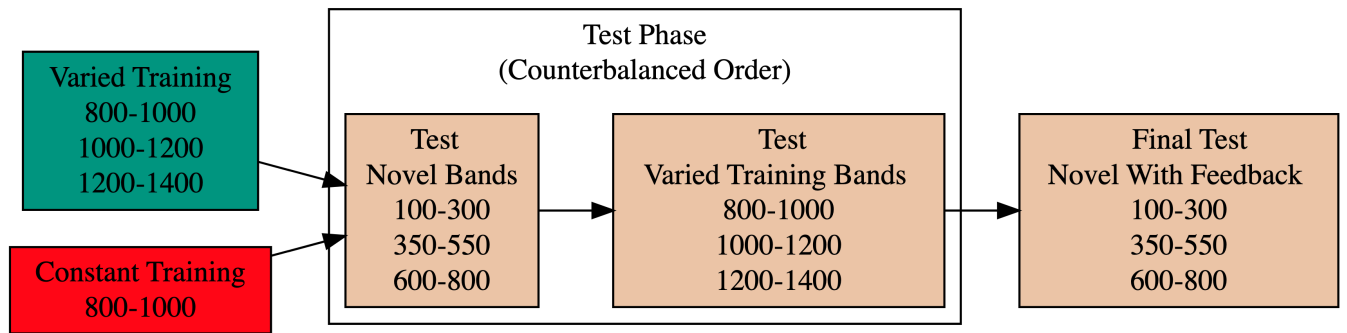 Varied Training
800-1000
1000-1200
1200-1400
Constant Training
800-1000
Test Phase
(Counterbalanced Order)
Test
Novel Bands
100-300
350-550
600-800
Test
Varied Training Bands
800-1000
1000-1200
1200-1400
Final Test
Novel With Feedback
100-300
350-550
600-800